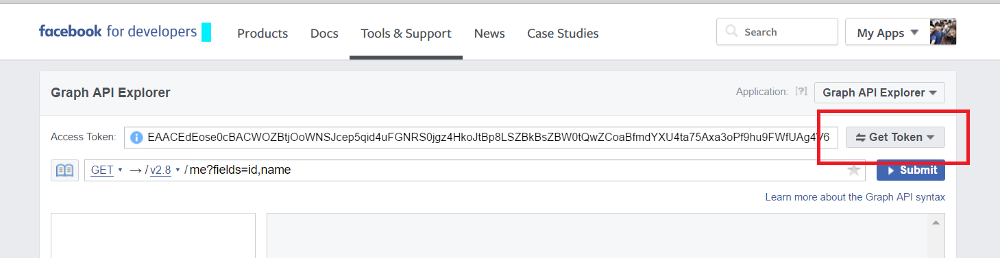 facebook for developers Products Docs Tools & Support News Case Studies Search My Apps
Graph API Explorer Application: [?] Graph API Explorer
Access Token: EAACEdEose0cBACWOZBtjOoWNSJcep5qid4uFGNRS0jgz4HkoJtBp8LSZBkBsZBW0tQwZCoaBfmdYXU4ta75Axa3oPf9hu9FWfUAg4V6 Get Token
GET → / v2.8 / me?fields=id,name Submit
Learn more about the Graph API syntax